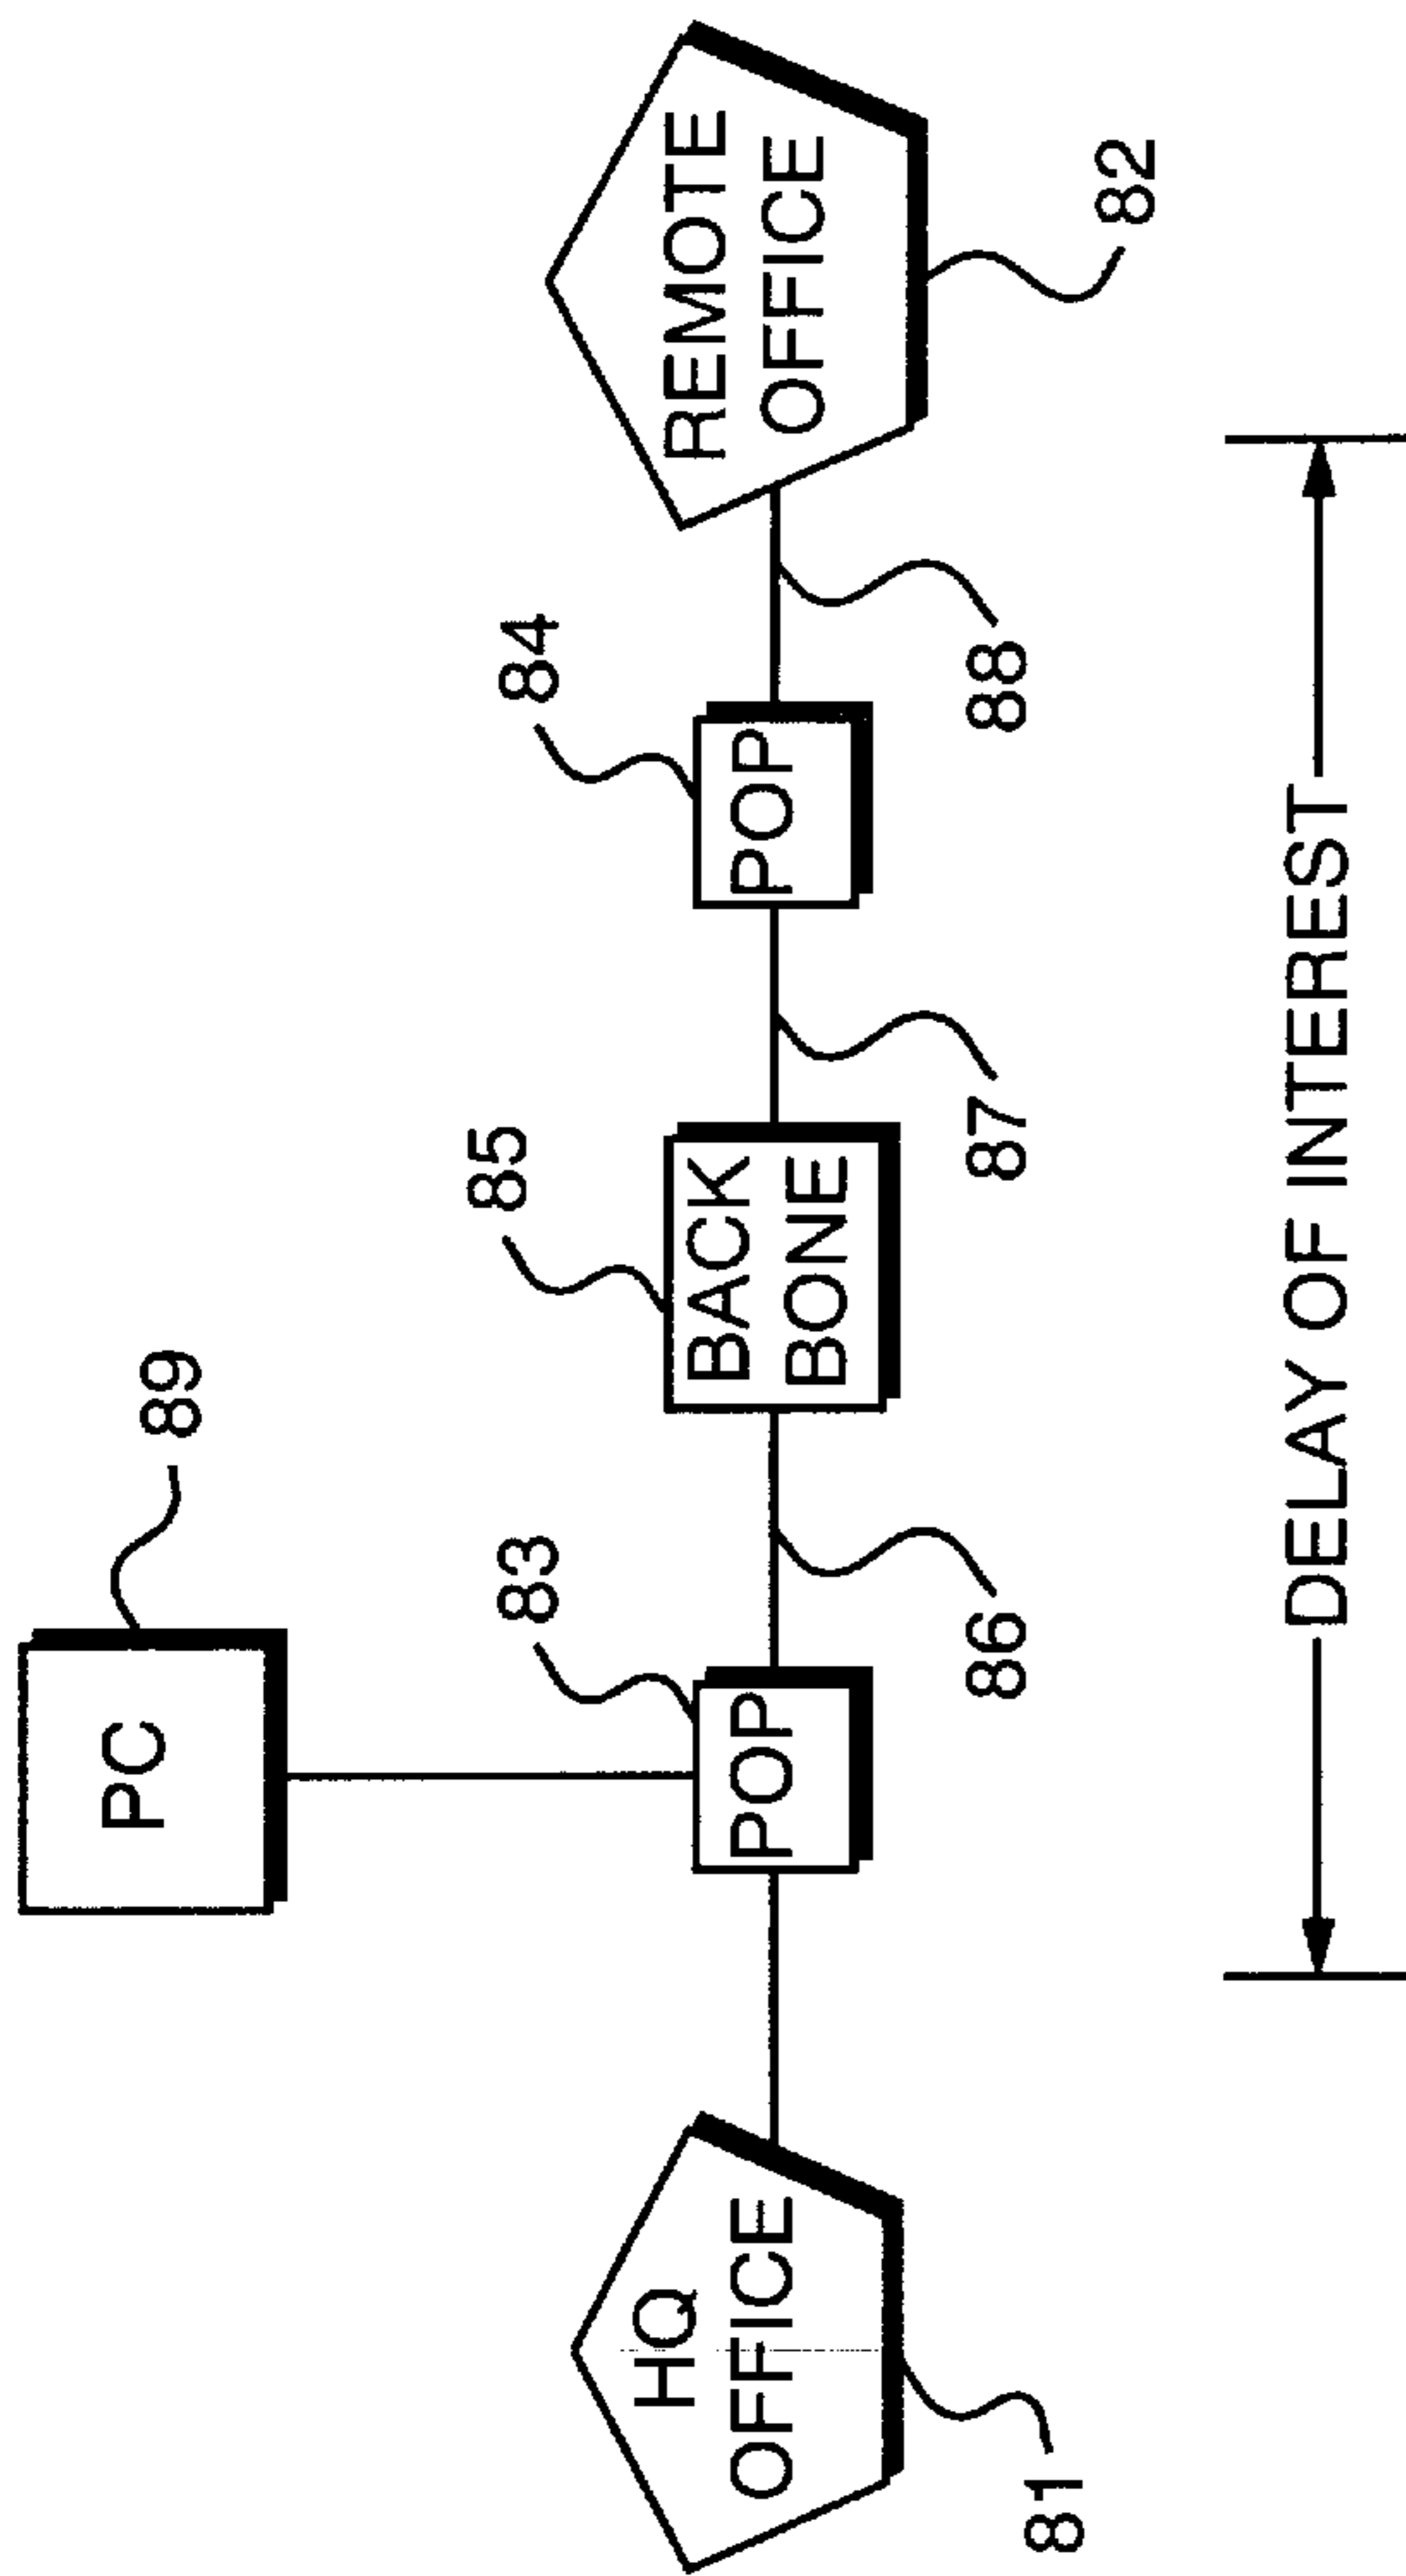 PC
89
83
85
84
HQ
OFFICE
POP
BACK
BONE
POP
REMOTE
OFFICE
81
86
87
88
82
DELAY OF INTEREST